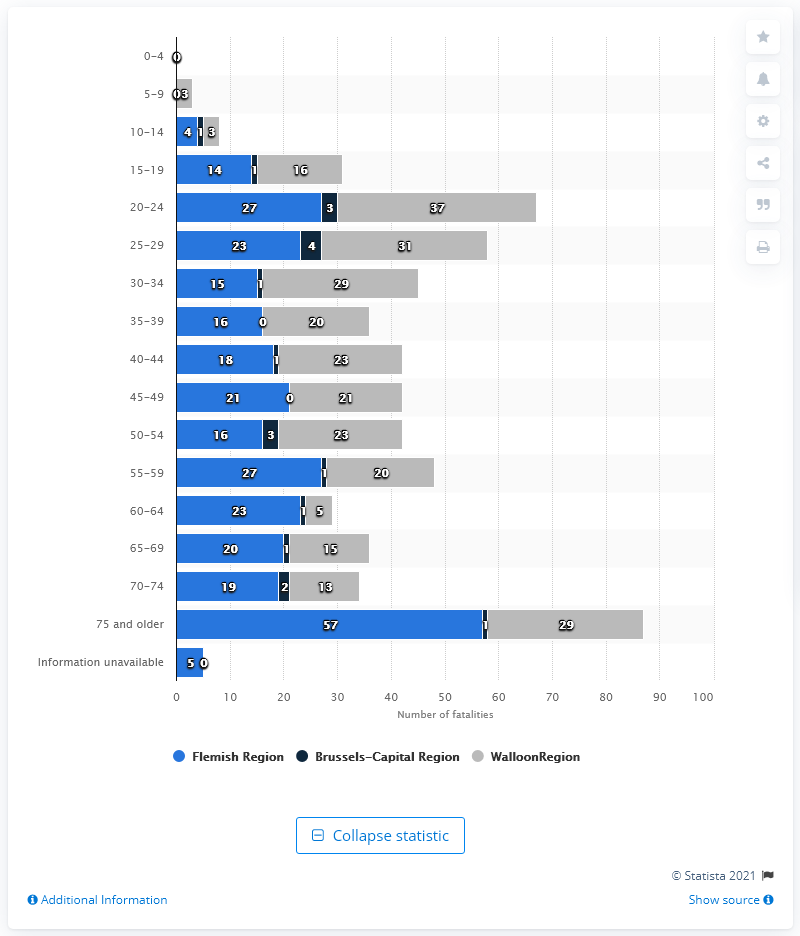 0-4 0
5-9 0 3
10-14 4 1 3
15-19 14 1 16
20-24 27 3 37
25-29 23 4 31
30-34 15 1 29
35-39 16 0 20
40-44 18 1 23
45-49 21 0 21
50-54 16 3 23
55-59 27 1 20
60-64 23 1 5
65-69 20 1 15
70-74 19 2 13
75 and older 57 1 29
Information unavailable 5 0
0 10 20 30 40 50 60 70 80 90 100
Number of fatalities
Flemish Region Brussels-Capital Region WalloonRegion
Collapse statistic
© Statista 2021
Additional Information Show source